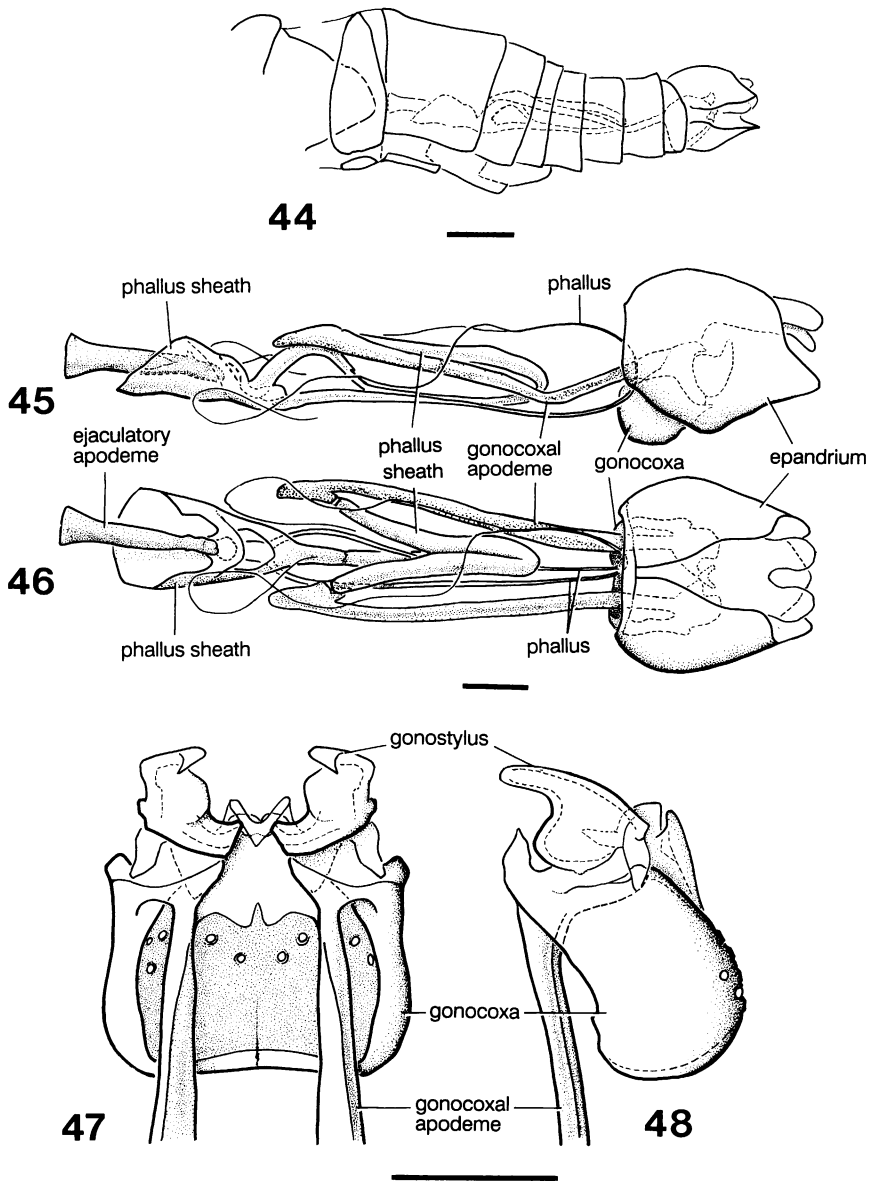 44
phallus sheath
phallus
45
ejaculatory
apodeme
phallus
sheath
gonocoxal
apodeme
gonocoxa
epandrium
46
phallus sheath
phallus
gonostylus
gonocoxa
47
gonocoxal
apodeme
48